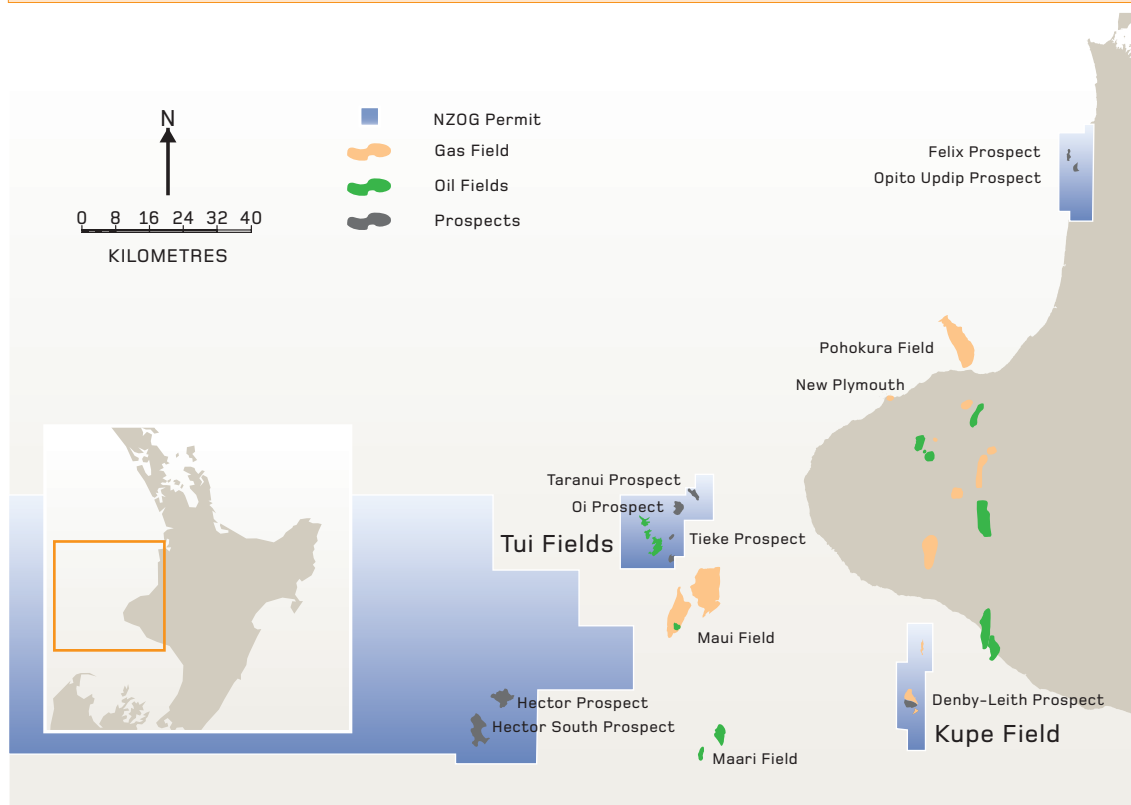 N
0 8 16 24 32 40
KILOMETRES
NZOG Permit
Gas Field
Oil Fields
Prospects
Felix Prospect
Opito Updip Prospect
Pohokura Field
New Plymouth
Taranui Prospect
Oi Prospect
Tui Fields
Tieke Prospect
Maui Field
Hector Prospect
Hector South Prospect
Maari Field
Denby-Leith Prospect
Kupe Field